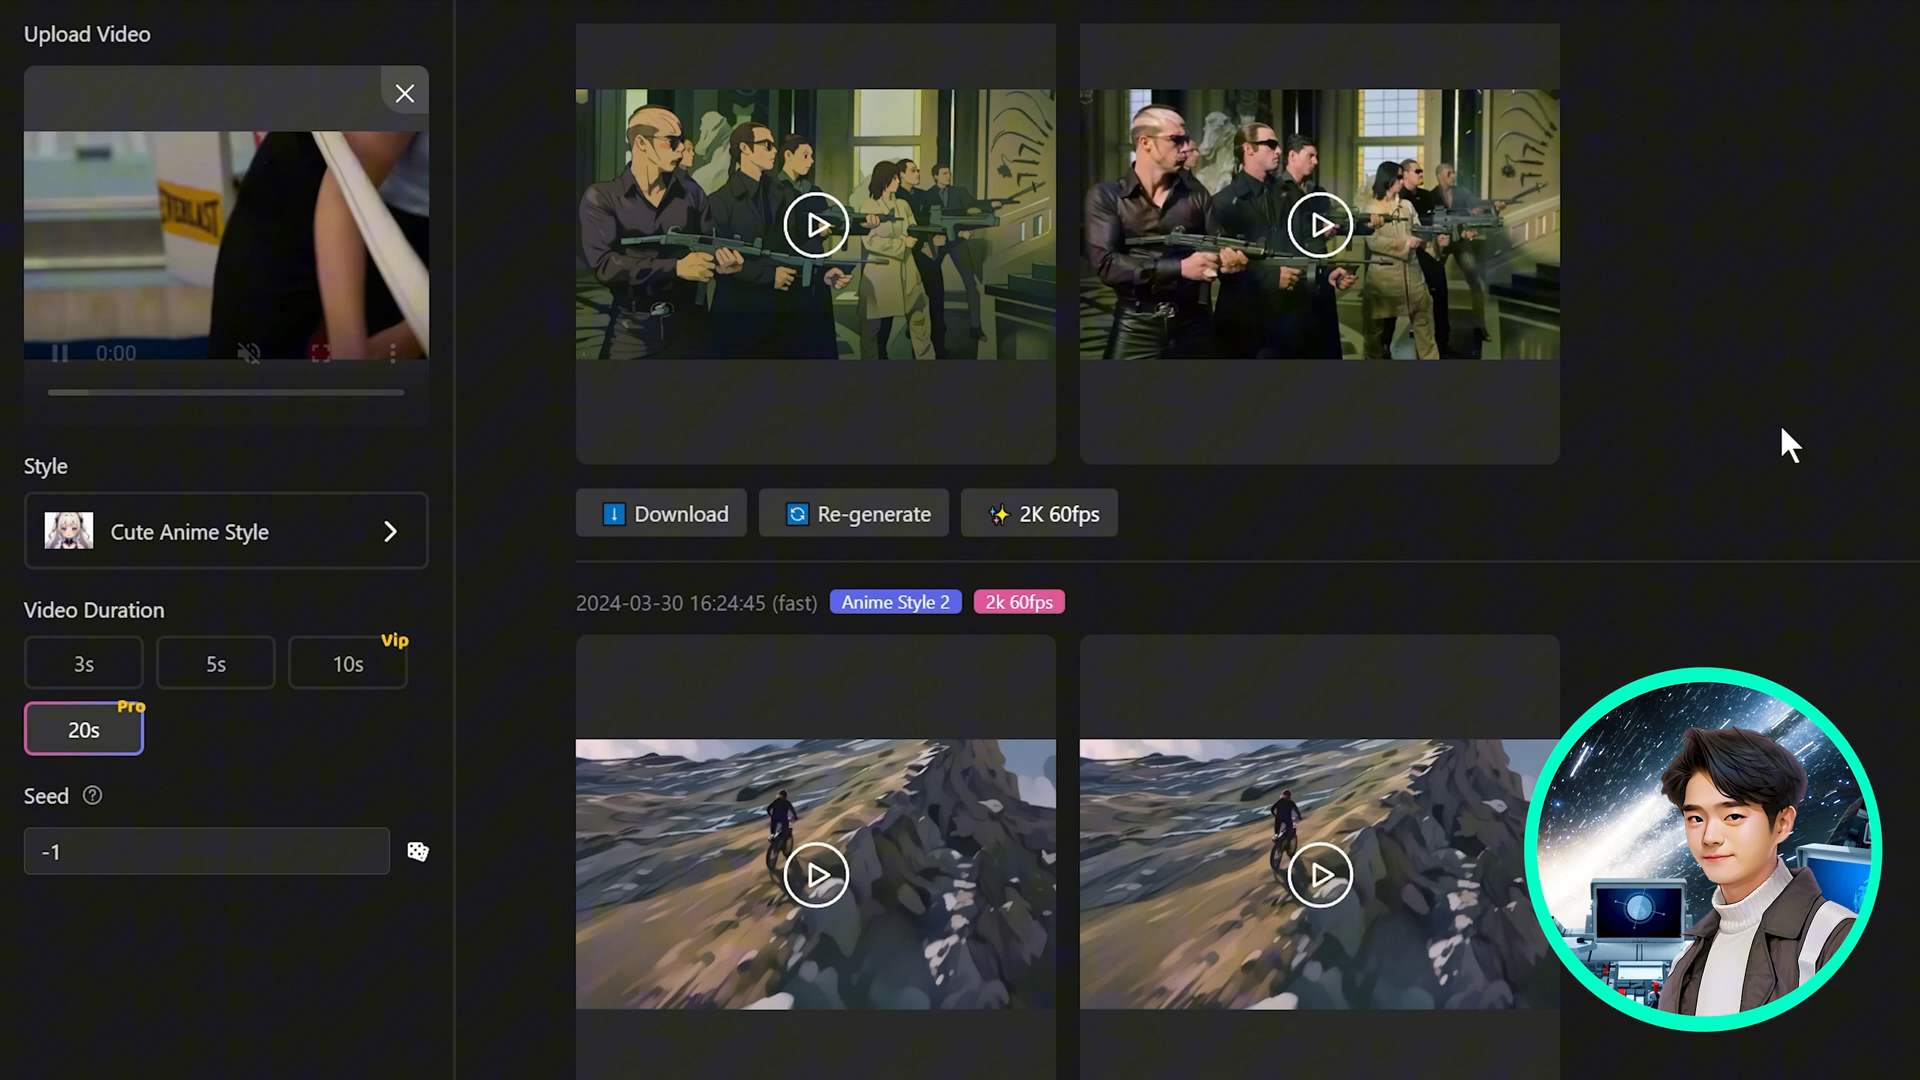 Upload Video
EVERLAST
0:00
Style
Cute Anime Style
Video Duration
3s
5s
10s
Vip
20s
Pro
Seed
-1
Download
Re-generate
2K 60fps
2024-03-30 16:24:45 (fast)
Anime Style 2
2k 60fps